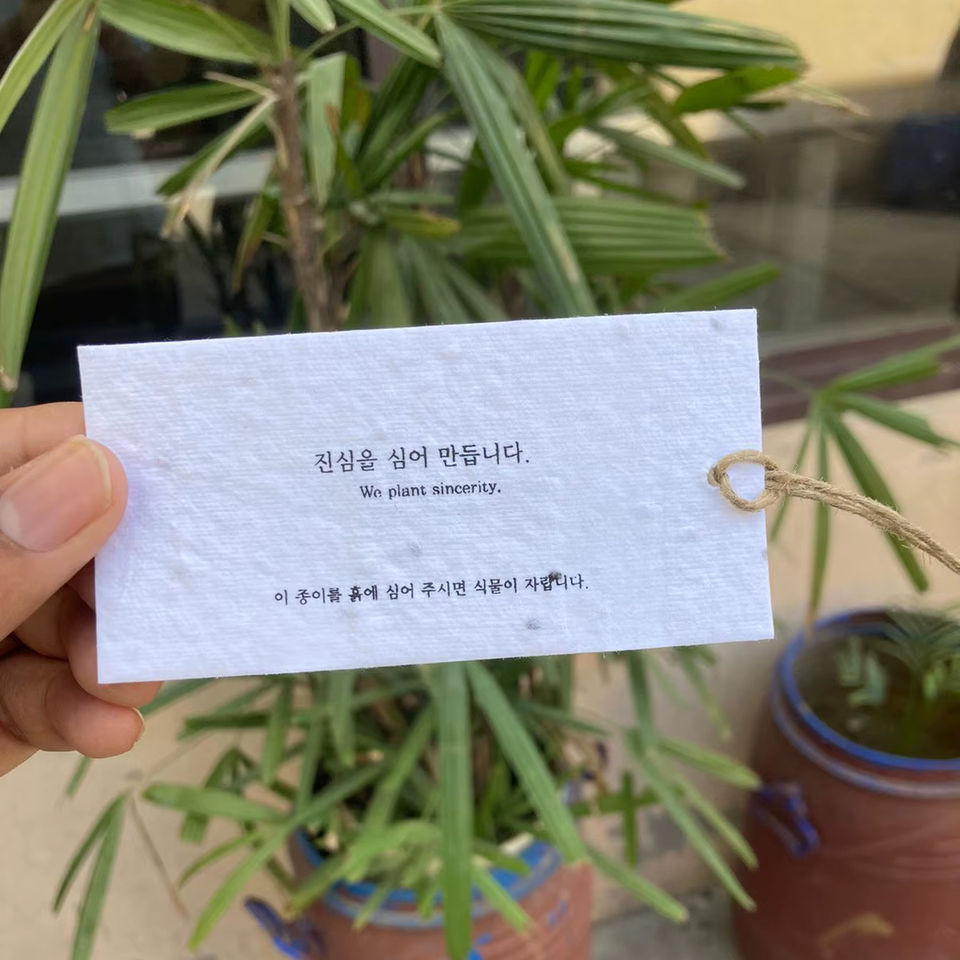 진심을 심어 만듭니다.
We plant sincerity.
이 종이를 흙에 심어 주시면 식물이 자랍니다.